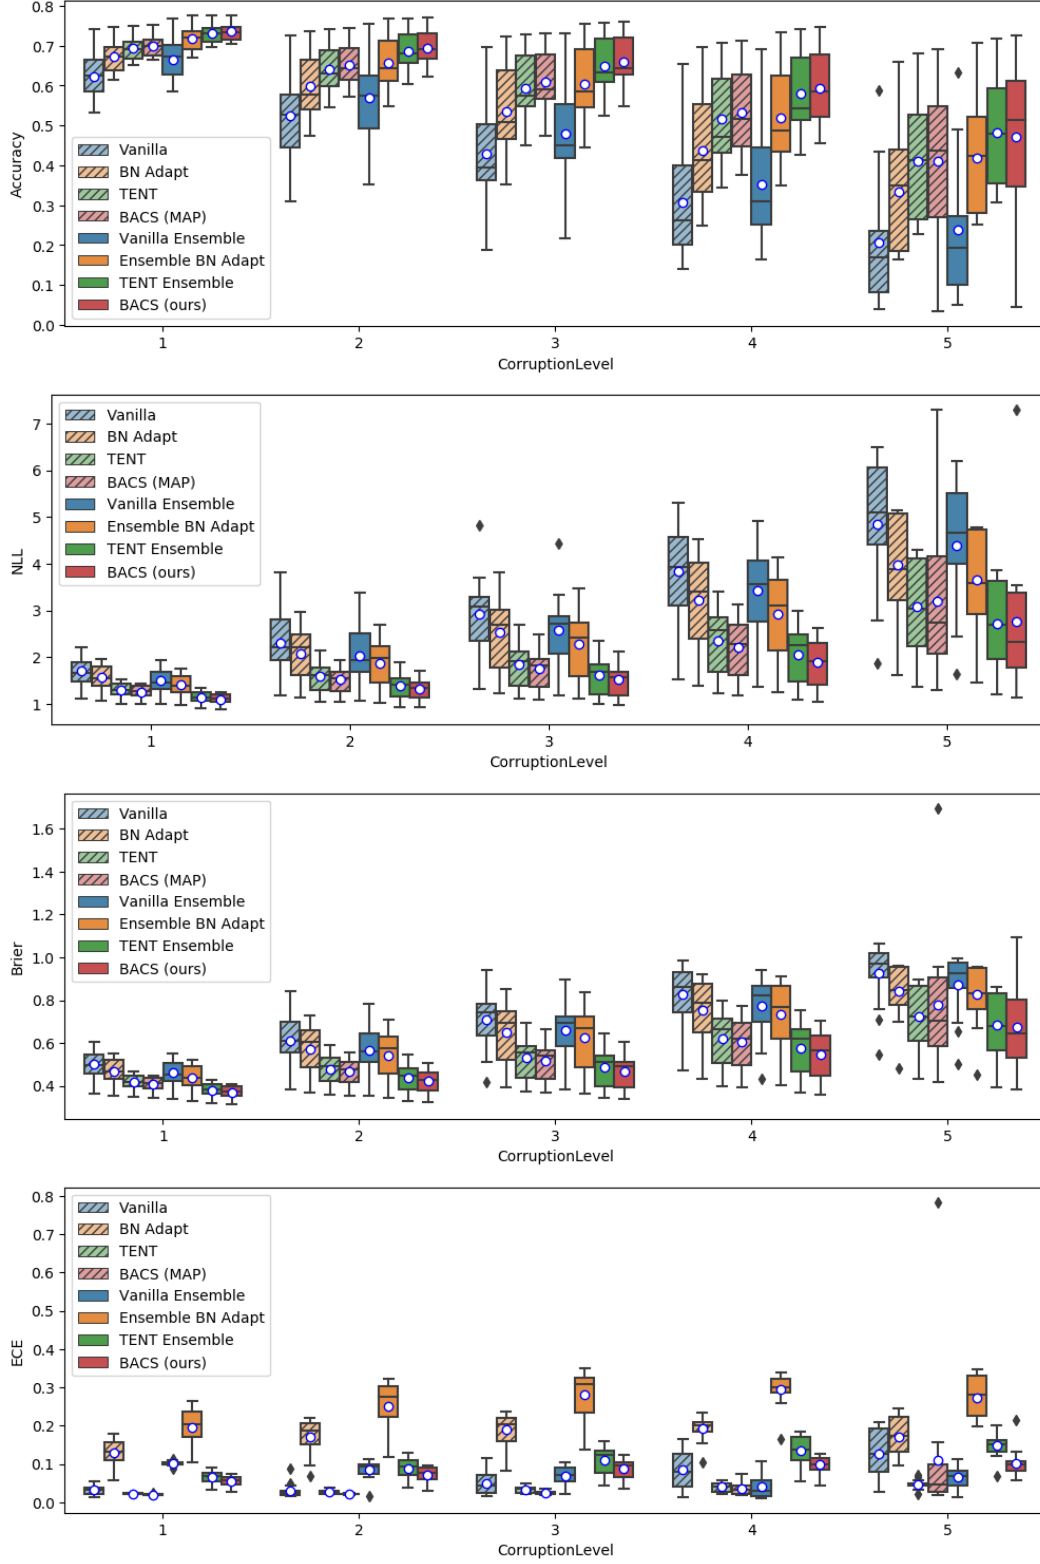 0.8
0.7
0.6
0.5
0.4
0.3
0.2
0.1
0.0
Accuracy
Vanilla
BN Adapt
TENT
BACS (MAP)
Vanilla Ensemble
Ensemble BN Adapt
TENT Ensemble
BACS (ours)
1 2 3 4 5
CorruptionLevel
7
6
5
4
3
2
1
NLL
Vanilla
BN Adapt
TENT
BACS (MAP)
Vanilla Ensemble
Ensemble BN Adapt
TENT Ensemble
BACS (ours)
1 2 3 4 5
CorruptionLevel
1.6
1.4
1.2
1.0
0.8
0.6
0.4
Brier
Vanilla
BN Adapt
TENT
BACS (MAP)
Vanilla Ensemble
Ensemble BN Adapt
TENT Ensemble
BACS (ours)
1 2 3 4 5
CorruptionLevel
0.8
0.7
0.6
0.5
0.4
0.3
0.2
0.1
0.0
ECE
Vanilla
BN Adapt
TENT
BACS (MAP)
Vanilla Ensemble
Ensemble BN Adapt
TENT Ensemble
BACS (ours)
1 2 3 4 5
CorruptionLevel